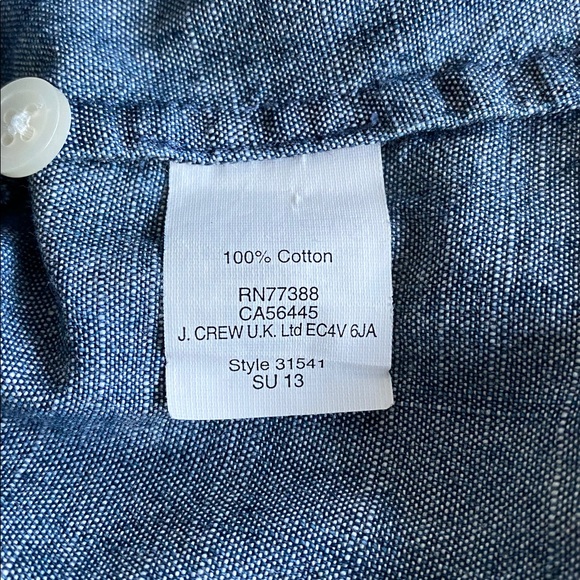 100% Cotton
RN77388
CA56445
J. CREW U.K. Ltd EC4V 6JA
Style 31541
SU 13